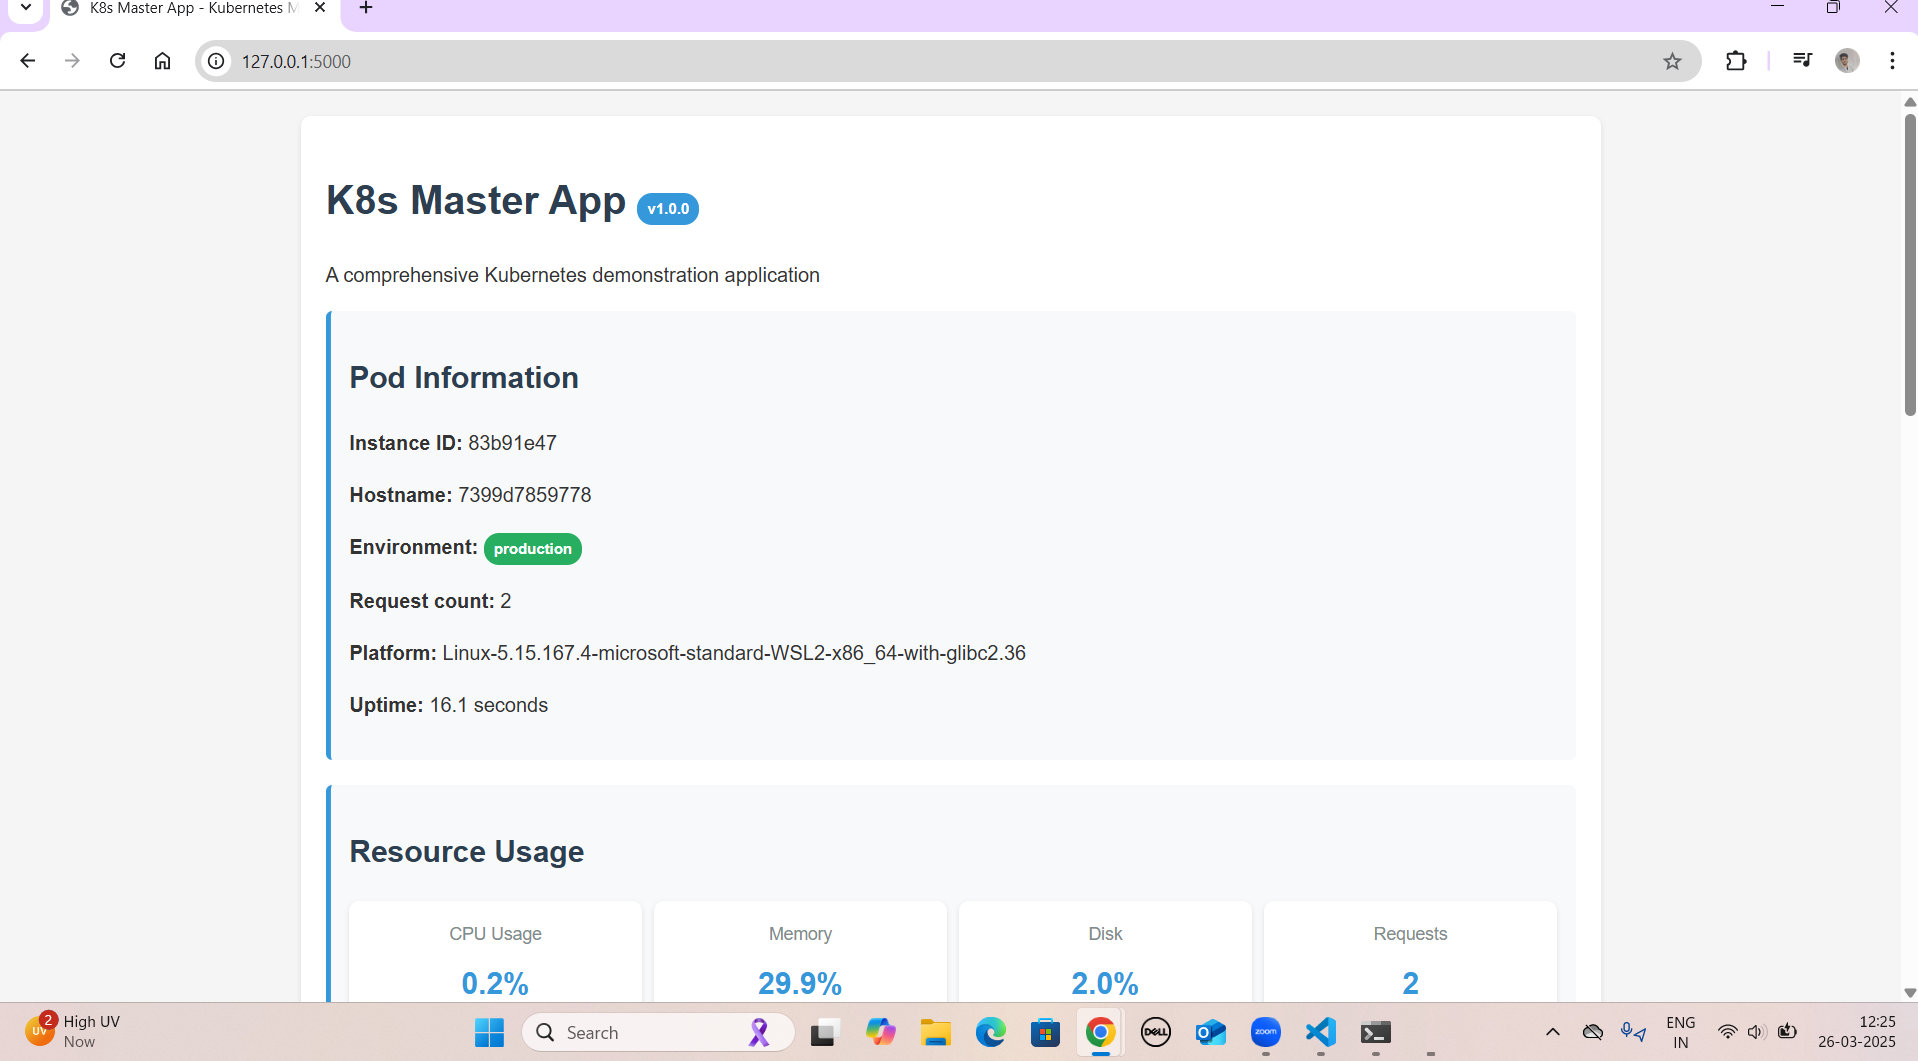 K8s Master App - Kubernetes M
127.0.0.1:5000
K8s Master App v1.0.0
A comprehensive Kubernetes demonstration application
Pod Information
Instance ID: 83b91e47
Hostname: 7399d7859778
Environment: production
Request count: 2
Platform: Linux-5.15.167.4-microsoft-standard-WSL2-x86_64-with-glibc2.36
Uptime: 16.1 seconds
Resource Usage
CPU Usage Memory Disk Requests
0.2% 29.9% 2.0% 2
UV 2 High UV
Now
Search
DELL
zoom
ENG
IN
12:25
26-03-2025